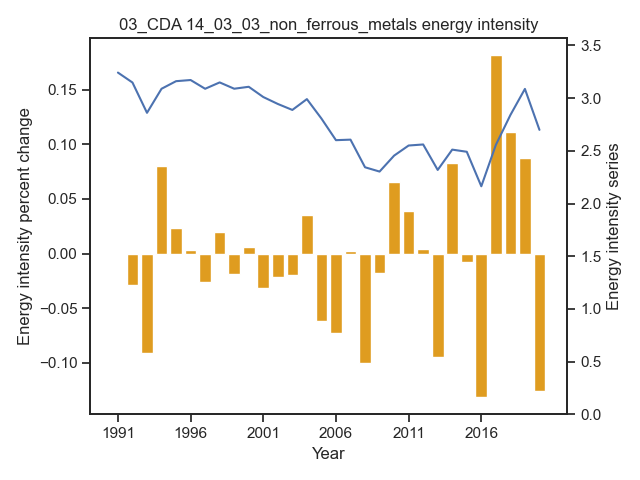 03_CDA 14_03_03_non_ferrous_metals energy intensity
Energy intensity percent change
0.15
0.10
0.05
0.00
−0.05
−0.10
3.5
3.0
2.5
2.0
1.5
1.0
0.5
0.0
Energy intensity series
1991 1996 2001 2006 2011 2016
Year